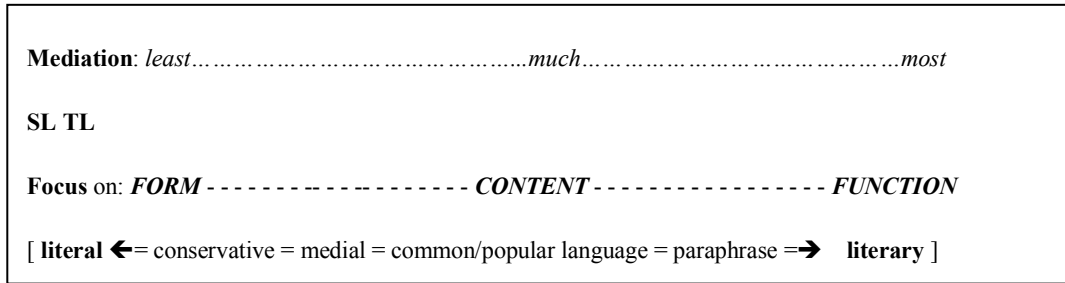 Mediation: least…………………………………...much………………………………most
SL TL
Focus on: FORM - - - - - - - -- - - -- - - - - - - - CONTENT - - - - - - - - - - - - - - - - - FUNCTION
[ literal 🡸= conservative = medial = common/popular language = paraphrase =🡺 literary ]